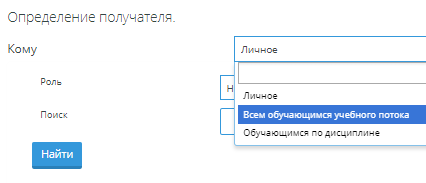 Определение получателя.
Кому
Личное
Роль
Н
Личное
Поиск
Всем обучающимся учебного потока
Обучающимся по дисциплине
Найти